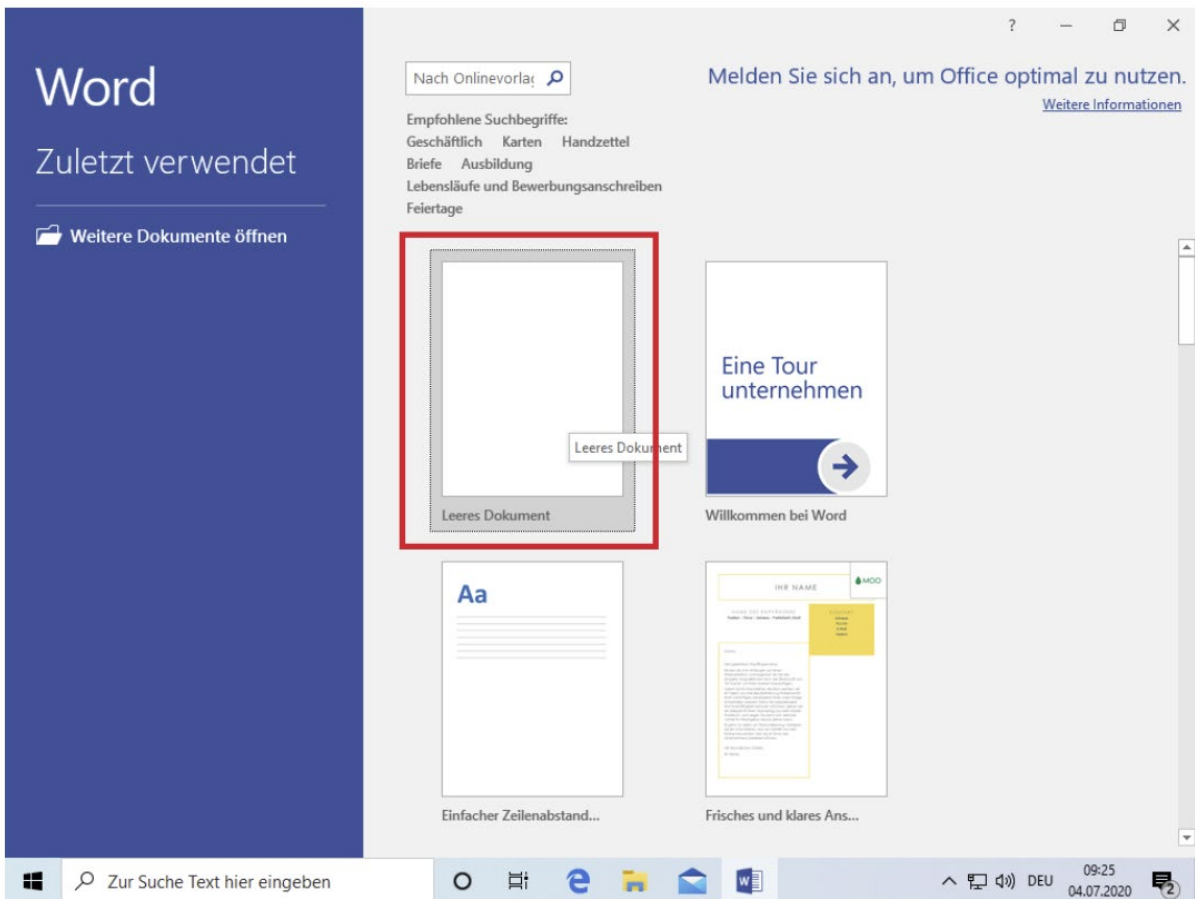 Word
Zuletzt verwendet
Weitere Dokumente öffnen
?
Nach Onlinevorlag
Melden Sie sich an, um Office optimal zu nutzen.
Weitere Informationen
Empfohlene Suchbegriffe:
Geschäftlich Karten Handzettel
Briefe Ausbildung
Lebensläufe und Bewerbungsanschreiben
Feiertage
Eine Tour
unternehmen
Leeres Dokument
Leeres Dokument
Willkommen bei Word
Aa
IHR NAME
MOO
Einfacher Zeilenabstand...
Frisches und klares Ans...
Zur Suche Text hier eingeben
DEU
09:25
04.07.2020
2